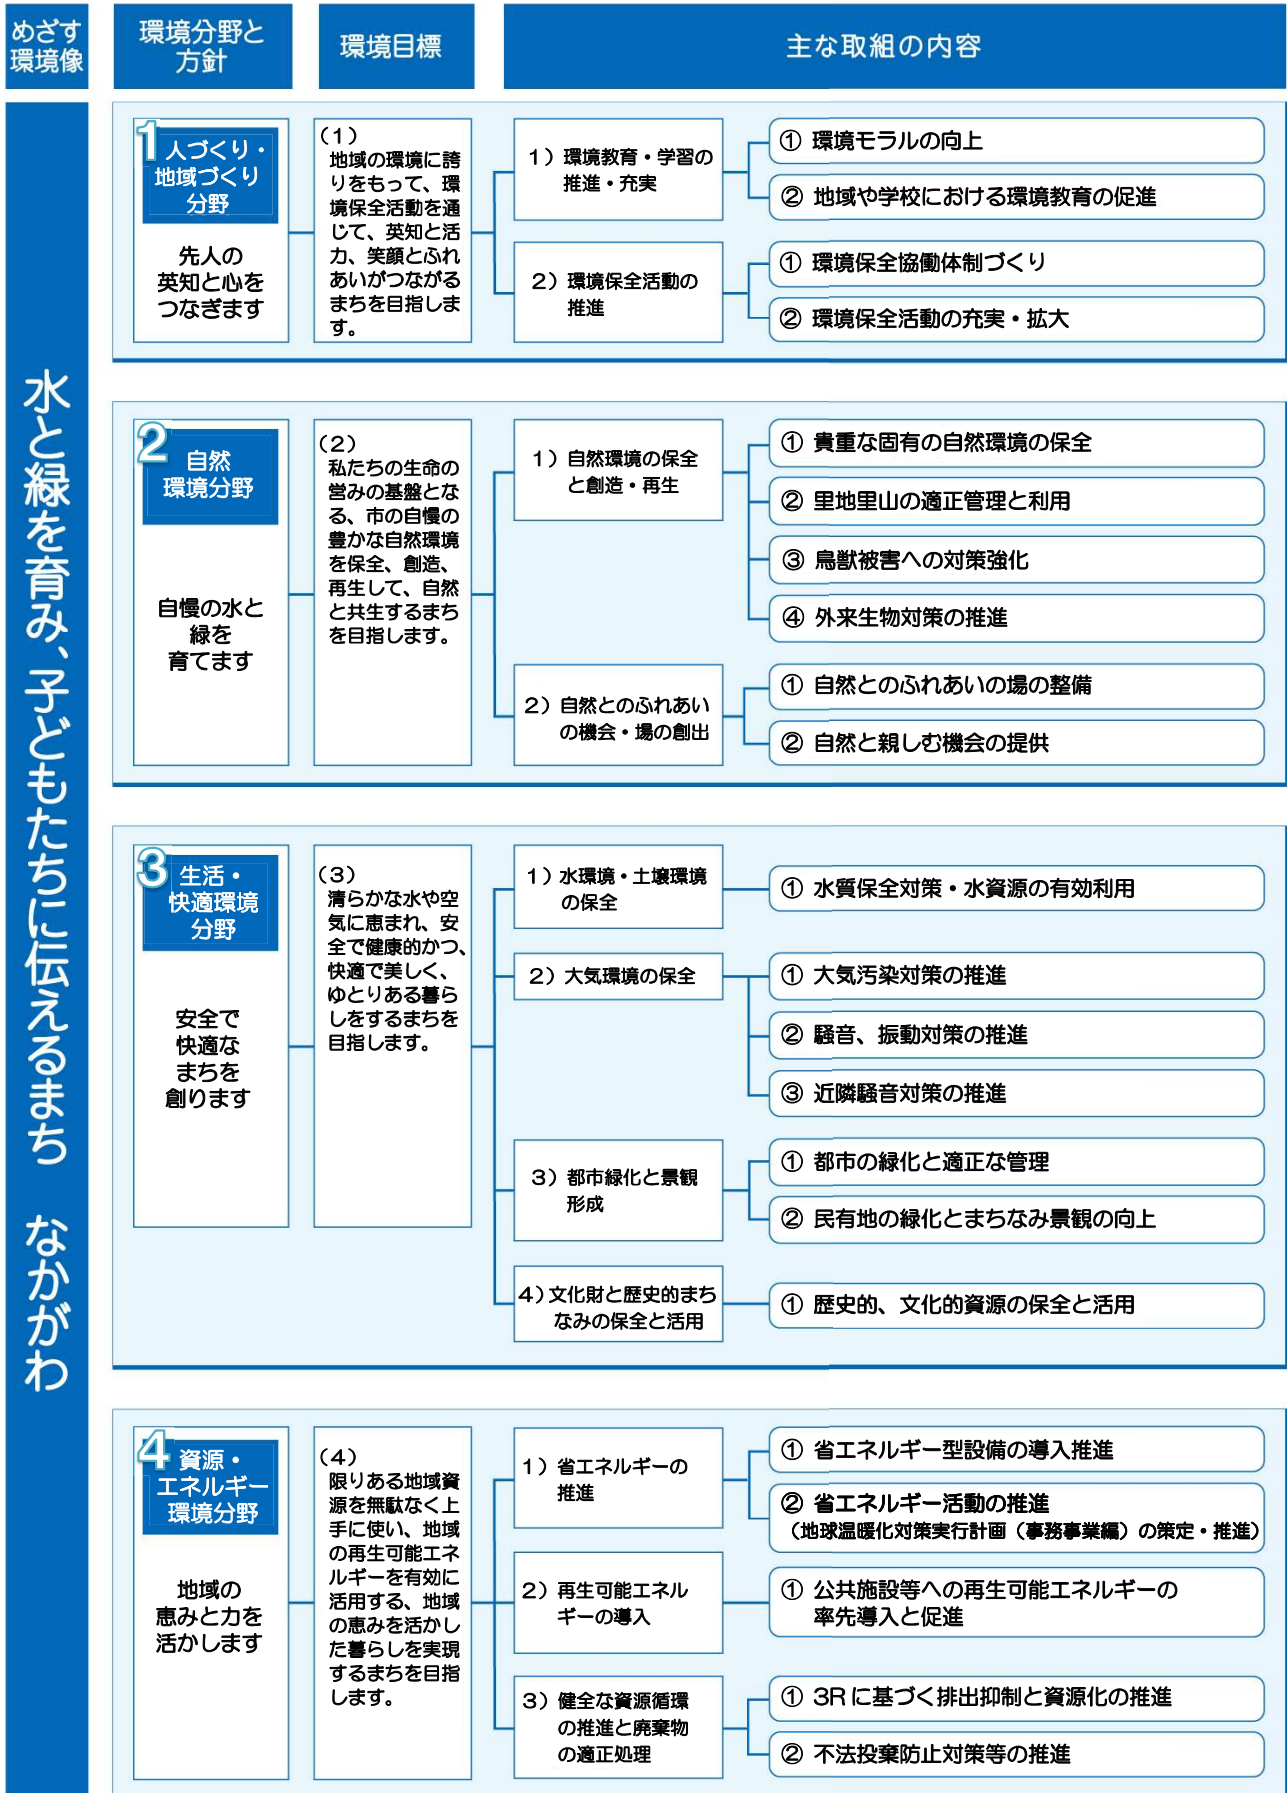 めざす
環境像
環境分野と
方針
環境目標
主な取組の内容
水と緑を育み、子どもたちに伝えるまち　なかがわ
1 人づくり・
地域づくり
分野
先人の
英知と心を
つなぎます
（1）
地域の環境に誇
りをもって、環
境保全活動を通
じて、英知と活
力、笑顔とふれ
あいがつながる
まちを目指しま
す。
1）環境教育・学習の
推進・充実
① 環境モラルの向上
② 地域や学校における環境教育の促進
2）環境保全活動の
推進
① 環境保全協働体制づくり
② 環境保全活動の充実・拡大
2 自然
環境分野
自慢の水と
緑を
育てます
（2）
私たちの生命の
営みの基盤とな
る、市の自慢の
豊かな自然環境
を保全、創造、
再生して、自然
と共生するまち
を目指します。
1）自然環境の保全
と創造・再生
① 貴重な固有の自然環境の保全
② 里地里山の適正管理と利用
③ 鳥獣被害への対策強化
④ 外来生物対策の推進
2）自然とのふれあい
の機会・場の創出
① 自然とのふれあいの場の整備
② 自然と親しむ機会の提供
3 生活・
快適環境
分野
安全で
快適な
まちを
創ります
（3）
清らかな水や空
気に恵まれ、安
全で健康的かつ、
快適で美しく、
ゆとりある暮ら
しをするまちを
目指します。
1）水環境・土壌環境
の保全
① 水質保全対策・水資源の有効利用
2）大気環境の保全
① 大気汚染対策の推進
② 騒音、振動対策の推進
③ 近隣騒音対策の推進
3）都市緑化と景観
形成
① 都市の緑化と適正な管理
② 民有地の緑化とまちなみ景観の向上
4）文化財と歴史的まち
なみの保全と活用
① 歴史的、文化的資源の保全と活用
4 資源・
エネルギー
環境分野
地域の
恵みと力を
活かします
（4）
限りある地域資
源を無駄なく上
手に使い、地域
の再生可能エネ
ルギーを有効に
活用する、地域
の恵みを活かし
た暮らしを実現
するまちを目指
します。
1）省エネルギーの
推進
① 省エネルギー型設備の導入推進
② 省エネルギー活動の推進
（地球温暖化対策実行計画（事務事業編）の策定・推進）
2）再生可能エネル
ギーの導入
① 公共施設等への再生可能エネルギーの
率先導入と促進
3）健全な資源循環
の推進と廃棄物
の適正処理
① 3Rに基づく排出抑制と資源化の推進
② 不法投棄防止対策等の推進